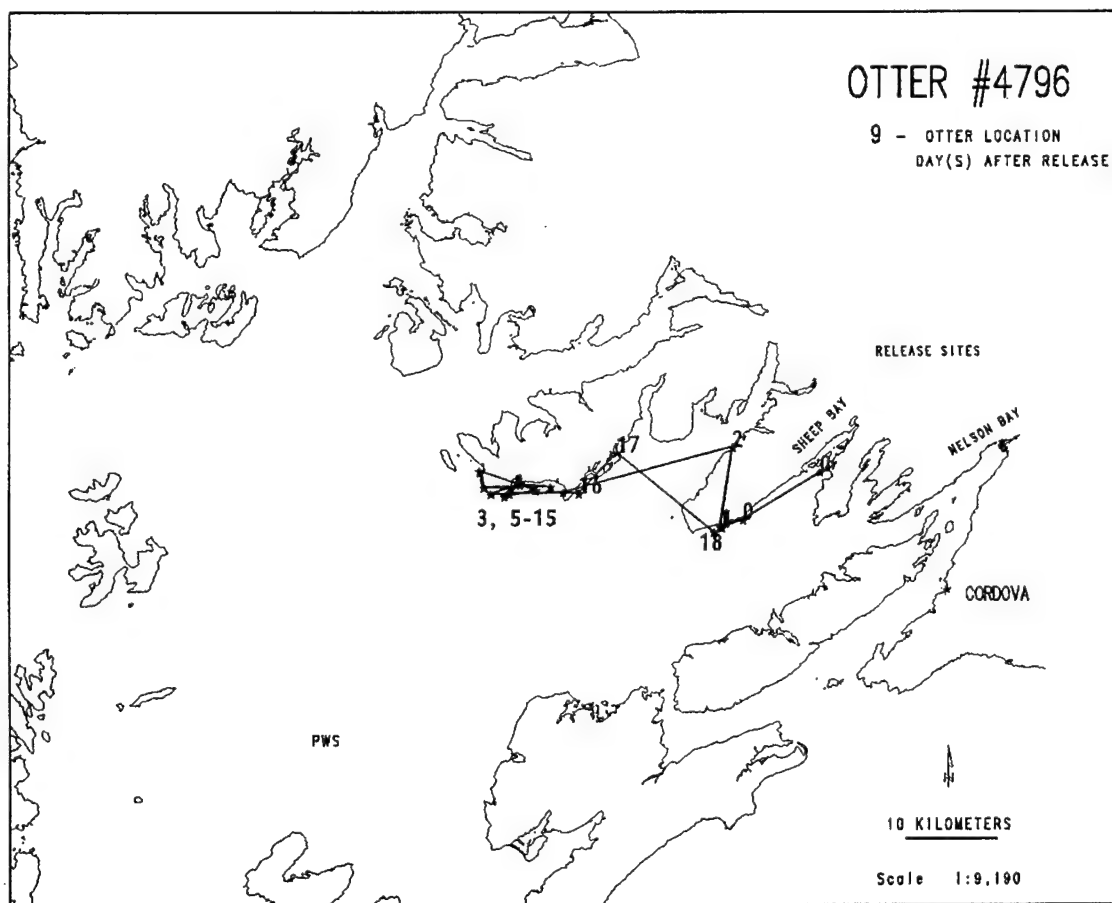 OTTER #4796
9 - OTTER LOCATION
DAY(S) AFTER RELEASE
RELEASE SITES
SHEEP BAY
NELSON BAY
2
17
0
16
3, 5-15
18
CORDOVA
PWS
10 KILOMETERS
Scale 1:9,190